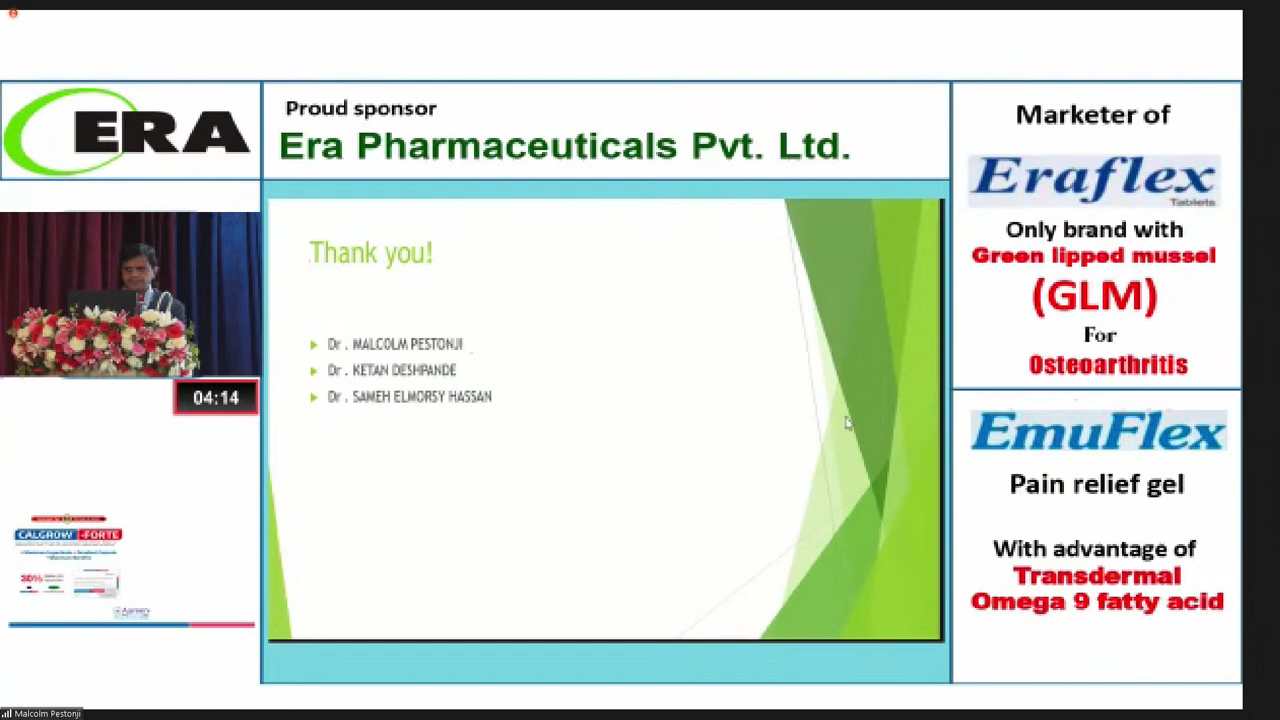 ERA
Proud sponsor
Era Pharmaceuticals Pvt. Ltd.
Thank you!
Dr . MALCOLM PESTONJI
Dr . KETAN DESHPANDE
Dr . SAMEH ELMORSY HASSAN
04:14
CALGROW -FORTE
30%
Marketer of
Eraflex
Tablets
Only brand with
Green lipped mussel
(GLM)
For
Osteoarthritis
EmuFlex
Pain relief gel
With advantage of
Transdermal
Omega 9 fatty acid
Malcolm Pestonji